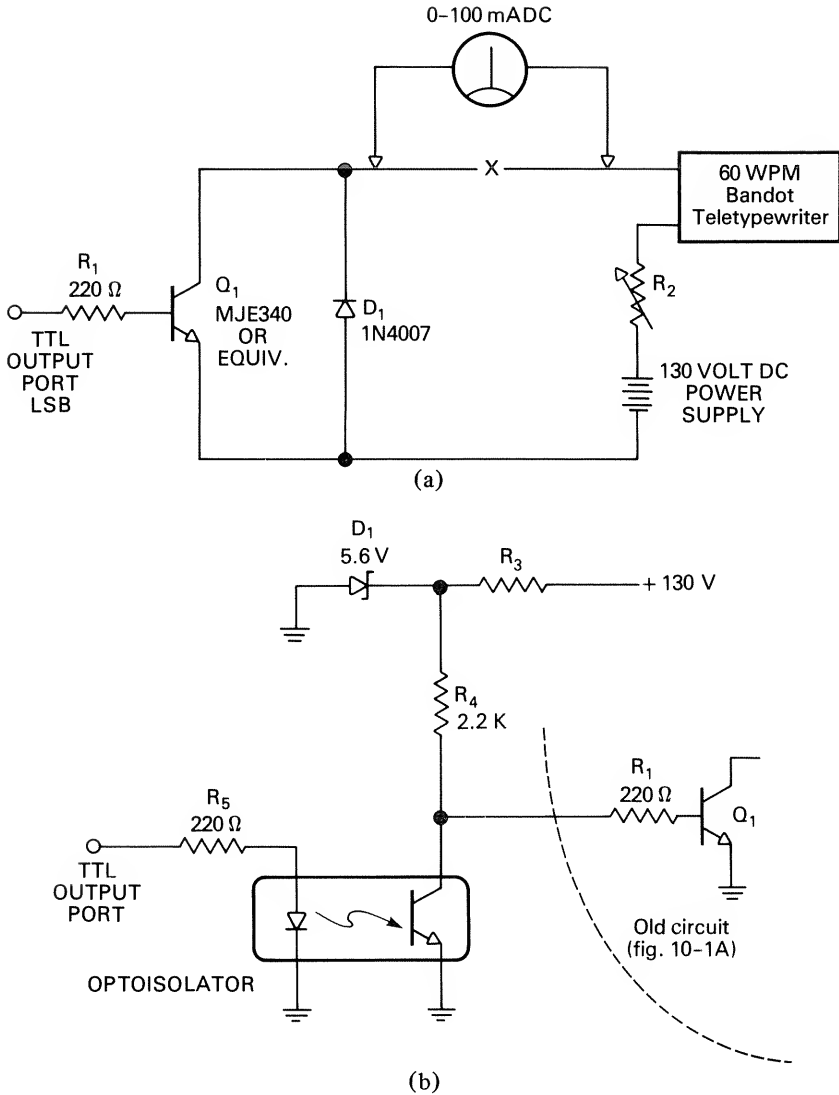 0–100 mADC
X
60 WPM
Bandot
Teletypewriter
R1
220 Ω
Q1
MJE340
OR
EQUIV.
D1
1N4007
R2
TTL
OUTPUT
PORT
LSB
130 VOLT DC
POWER
SUPPLY
(a)
D1
5.6 V
R3
+ 130 V
R4
2.2 K
R1
220 Ω
Q1
R5
220 Ω
TTL
OUTPUT
PORT
Old circuit
(fig. 10–1A)
OPTOISOLATOR
(b)